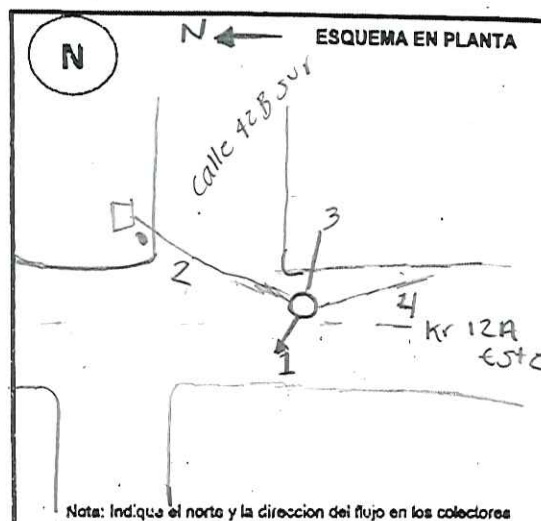 N
N
ESQUEMA EN PLANTA
Calle 42B sur
3
2
4
1
Kr 12A
Este
Nota: Indique el norte y la direccion del flujo en los colectores